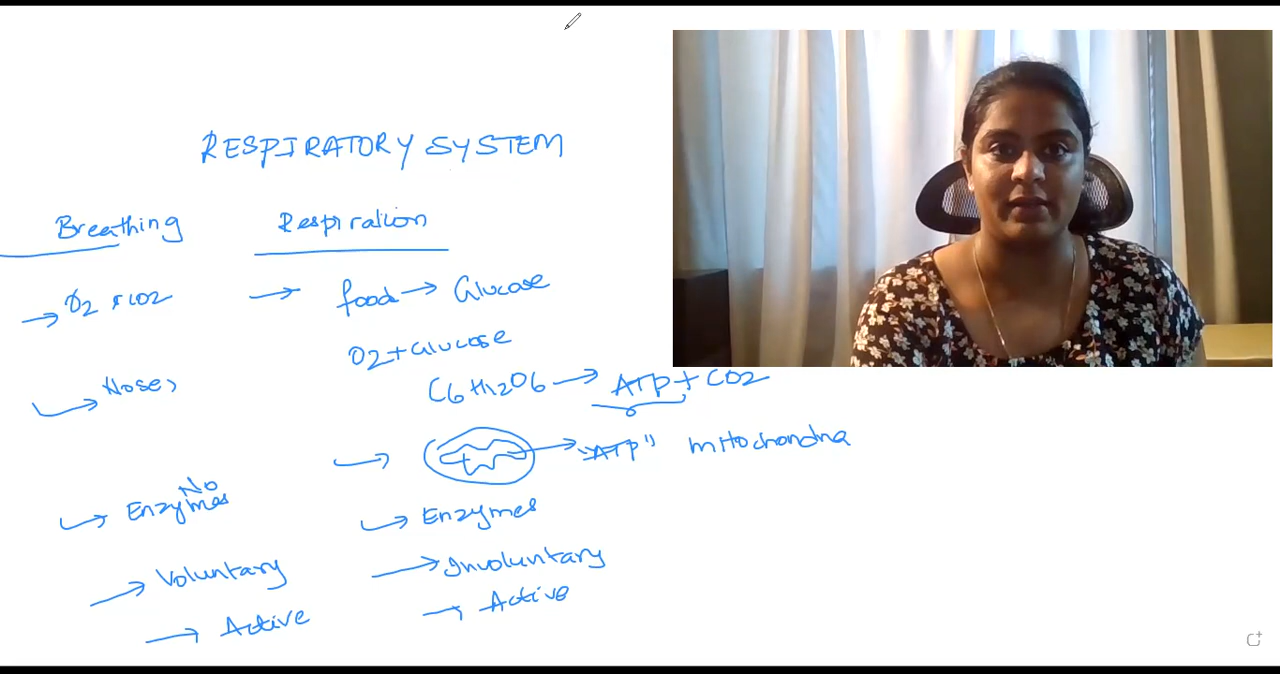 RESPIRATORY SYSTEM
Breathing Respiration
→ O2 & CO2 → food → Glucose
O2 + Glucose
→ Nose, C6H12O6 → ATP + CO2
→ → "ATP" mitochondria
No
→ Enzymes → Enzymes
→ Voluntary → Involuntary
→ Active → Active